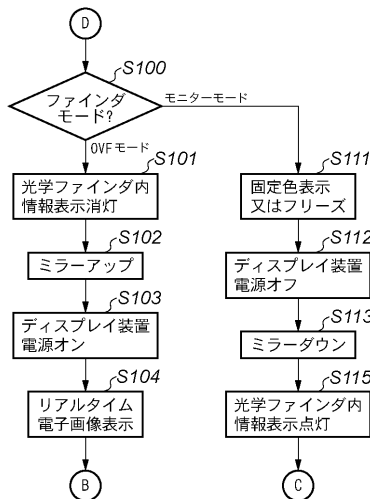 D
S100
ファインダ
モード?
モニターモード
OVFモード
S101
光学ファインダ内
情報表示消灯
S102
ミラーアップ
S103
ディスプレイ装置
電源オン
S104
リアルタイム
電子画像表示
B
S111
固定色表示
又はフリーズ
S112
ディスプレイ装置
電源オフ
S113
ミラーダウン
S115
光学ファインダ内
情報表示点灯
C